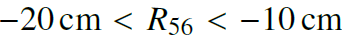 −20 cm < R₅₆ < −10 cm